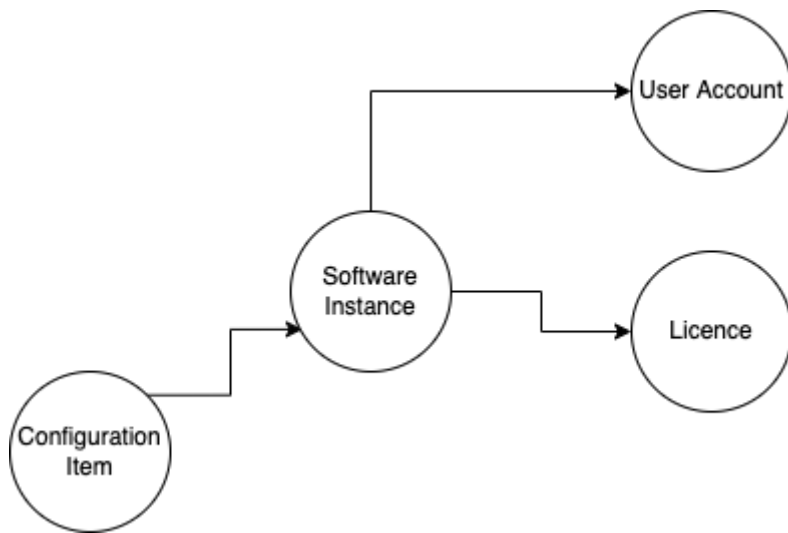 User Account
Software
Instance
Licence
Configuration
Item